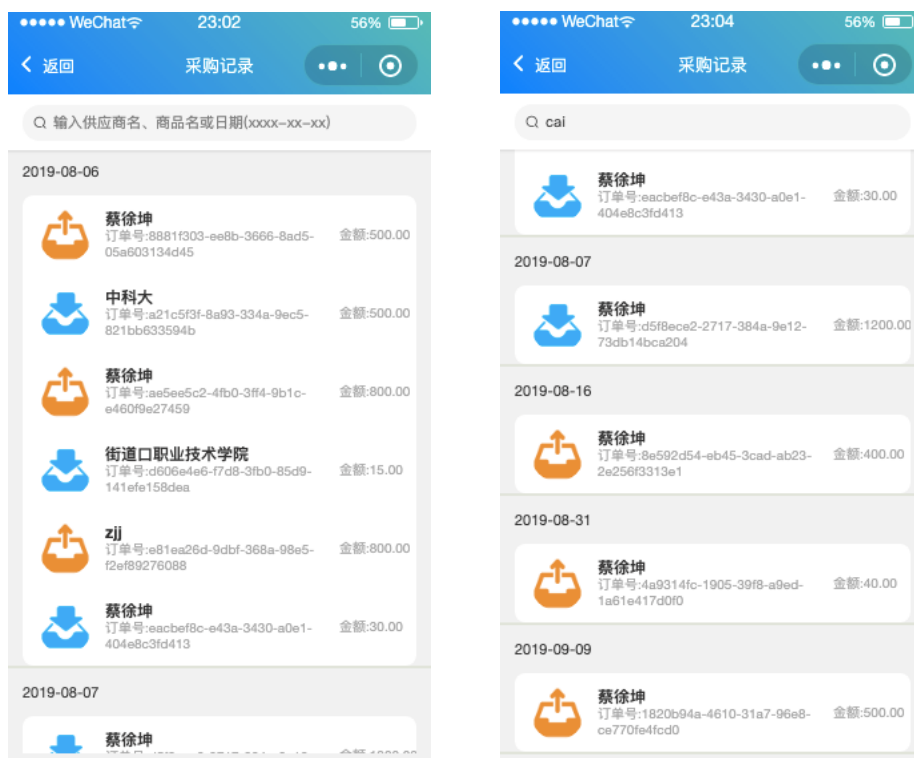 WeChat 23:02 56%
返回 采购记录
输入供应商名、商品名或日期(xxxx-xx-xx)
2019-08-06
蔡徐坤
订单号:8881f303-ee8b-3666-8ad5-
05a603134d45
金额:500.00
中科大
订单号:a21c5f3f-8a93-334a-9ec5-
821bb633594b
金额:500.00
蔡徐坤
订单号:ae5ee5c2-4fb0-3ff4-9b1c-
e460f9e27459
金额:800.00
街道口职业技术学院
订单号:d606e4e6-f7d8-3fb0-85d9-
141efe158dea
金额:15.00
zjj
订单号:e81ea26d-9dbf-368a-98e5-
f2ef89276088
金额:800.00
蔡徐坤
订单号:eacbef8c-e43a-3430-a0e1-
404e8c3fd413
金额:30.00
2019-08-07
蔡徐坤
WeChat 23:04 56%
返回 采购记录
cai
蔡徐坤
订单号:eacbef8c-e43a-3430-a0e1-
404e8c3fd413
金额:30.00
2019-08-07
蔡徐坤
订单号:d5f8ece2-2717-384a-9e12-
73db14bca204
金额:1200.00
2019-08-16
蔡徐坤
订单号:8e592d54-eb45-3cad-ab23-
2e256f3313e1
金额:400.00
2019-08-31
蔡徐坤
订单号:4a9314fc-1905-39f8-a9ed-
1a61e417d0f0
金额:40.00
2019-09-09
蔡徐坤
订单号:1820b94a-4610-31a7-96e8-
ce770fe4fcd0
金额:500.00